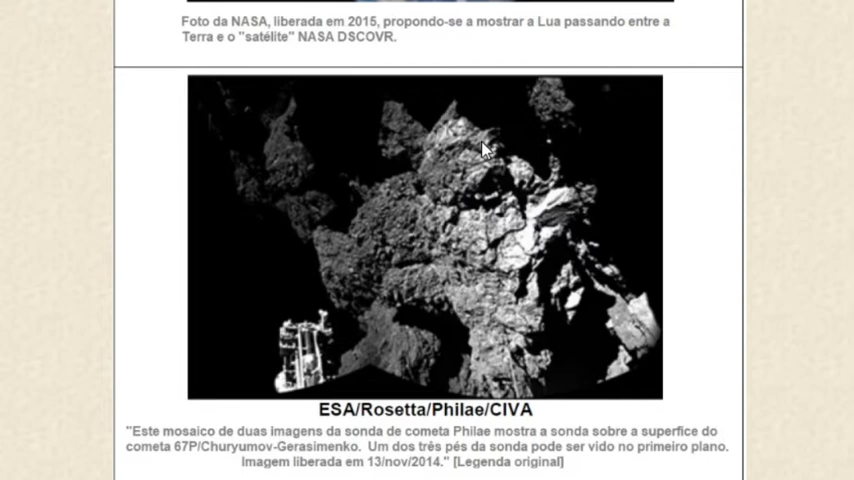 Foto da NASA, liberada em 2015, propondo-se a mostrar a Lua passando entre a
Terra e o "satélite" NASA DSCOVR.
ESA/Rosetta/Philae/CIVA
"Este mosaico de duas imagens da sonda de cometa Philae mostra a sonda sobre a superfíce do
cometa 67P/Churyumov-Gerasimenko. Um dos três pés da sonda pode ser vido no primeiro plano.
Imagem liberada em 13/nov/2014." [Legenda original]